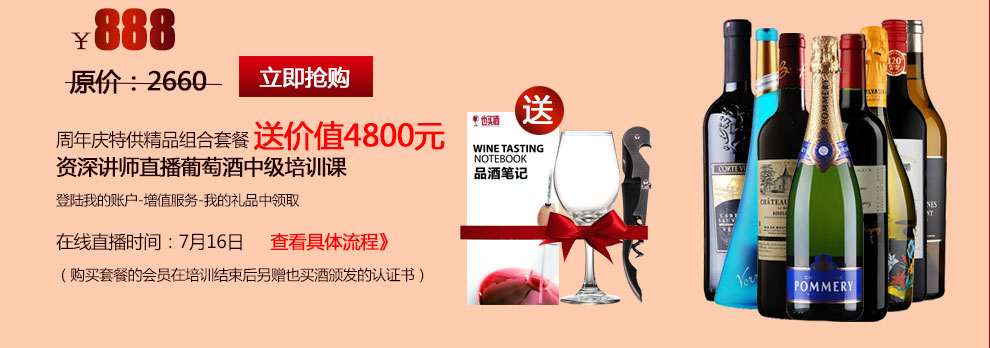 ￥888
原价：2660
立即抢购
周年庆特供精品组合套餐 送价值4800元
资深讲师直播葡萄酒中级培训课
登陆我的账户-增值服务-我的礼品中领取
在线直播时间：7月16日 查看具体流程》
（购买套餐的会员在培训结束后另赠也买酒颁发的认证书）
送
也买酒
WINE TASTING
NOTEBOOK
品酒笔记
POMMERY
CHATEAU
BORDEAUX
POMMERY
120